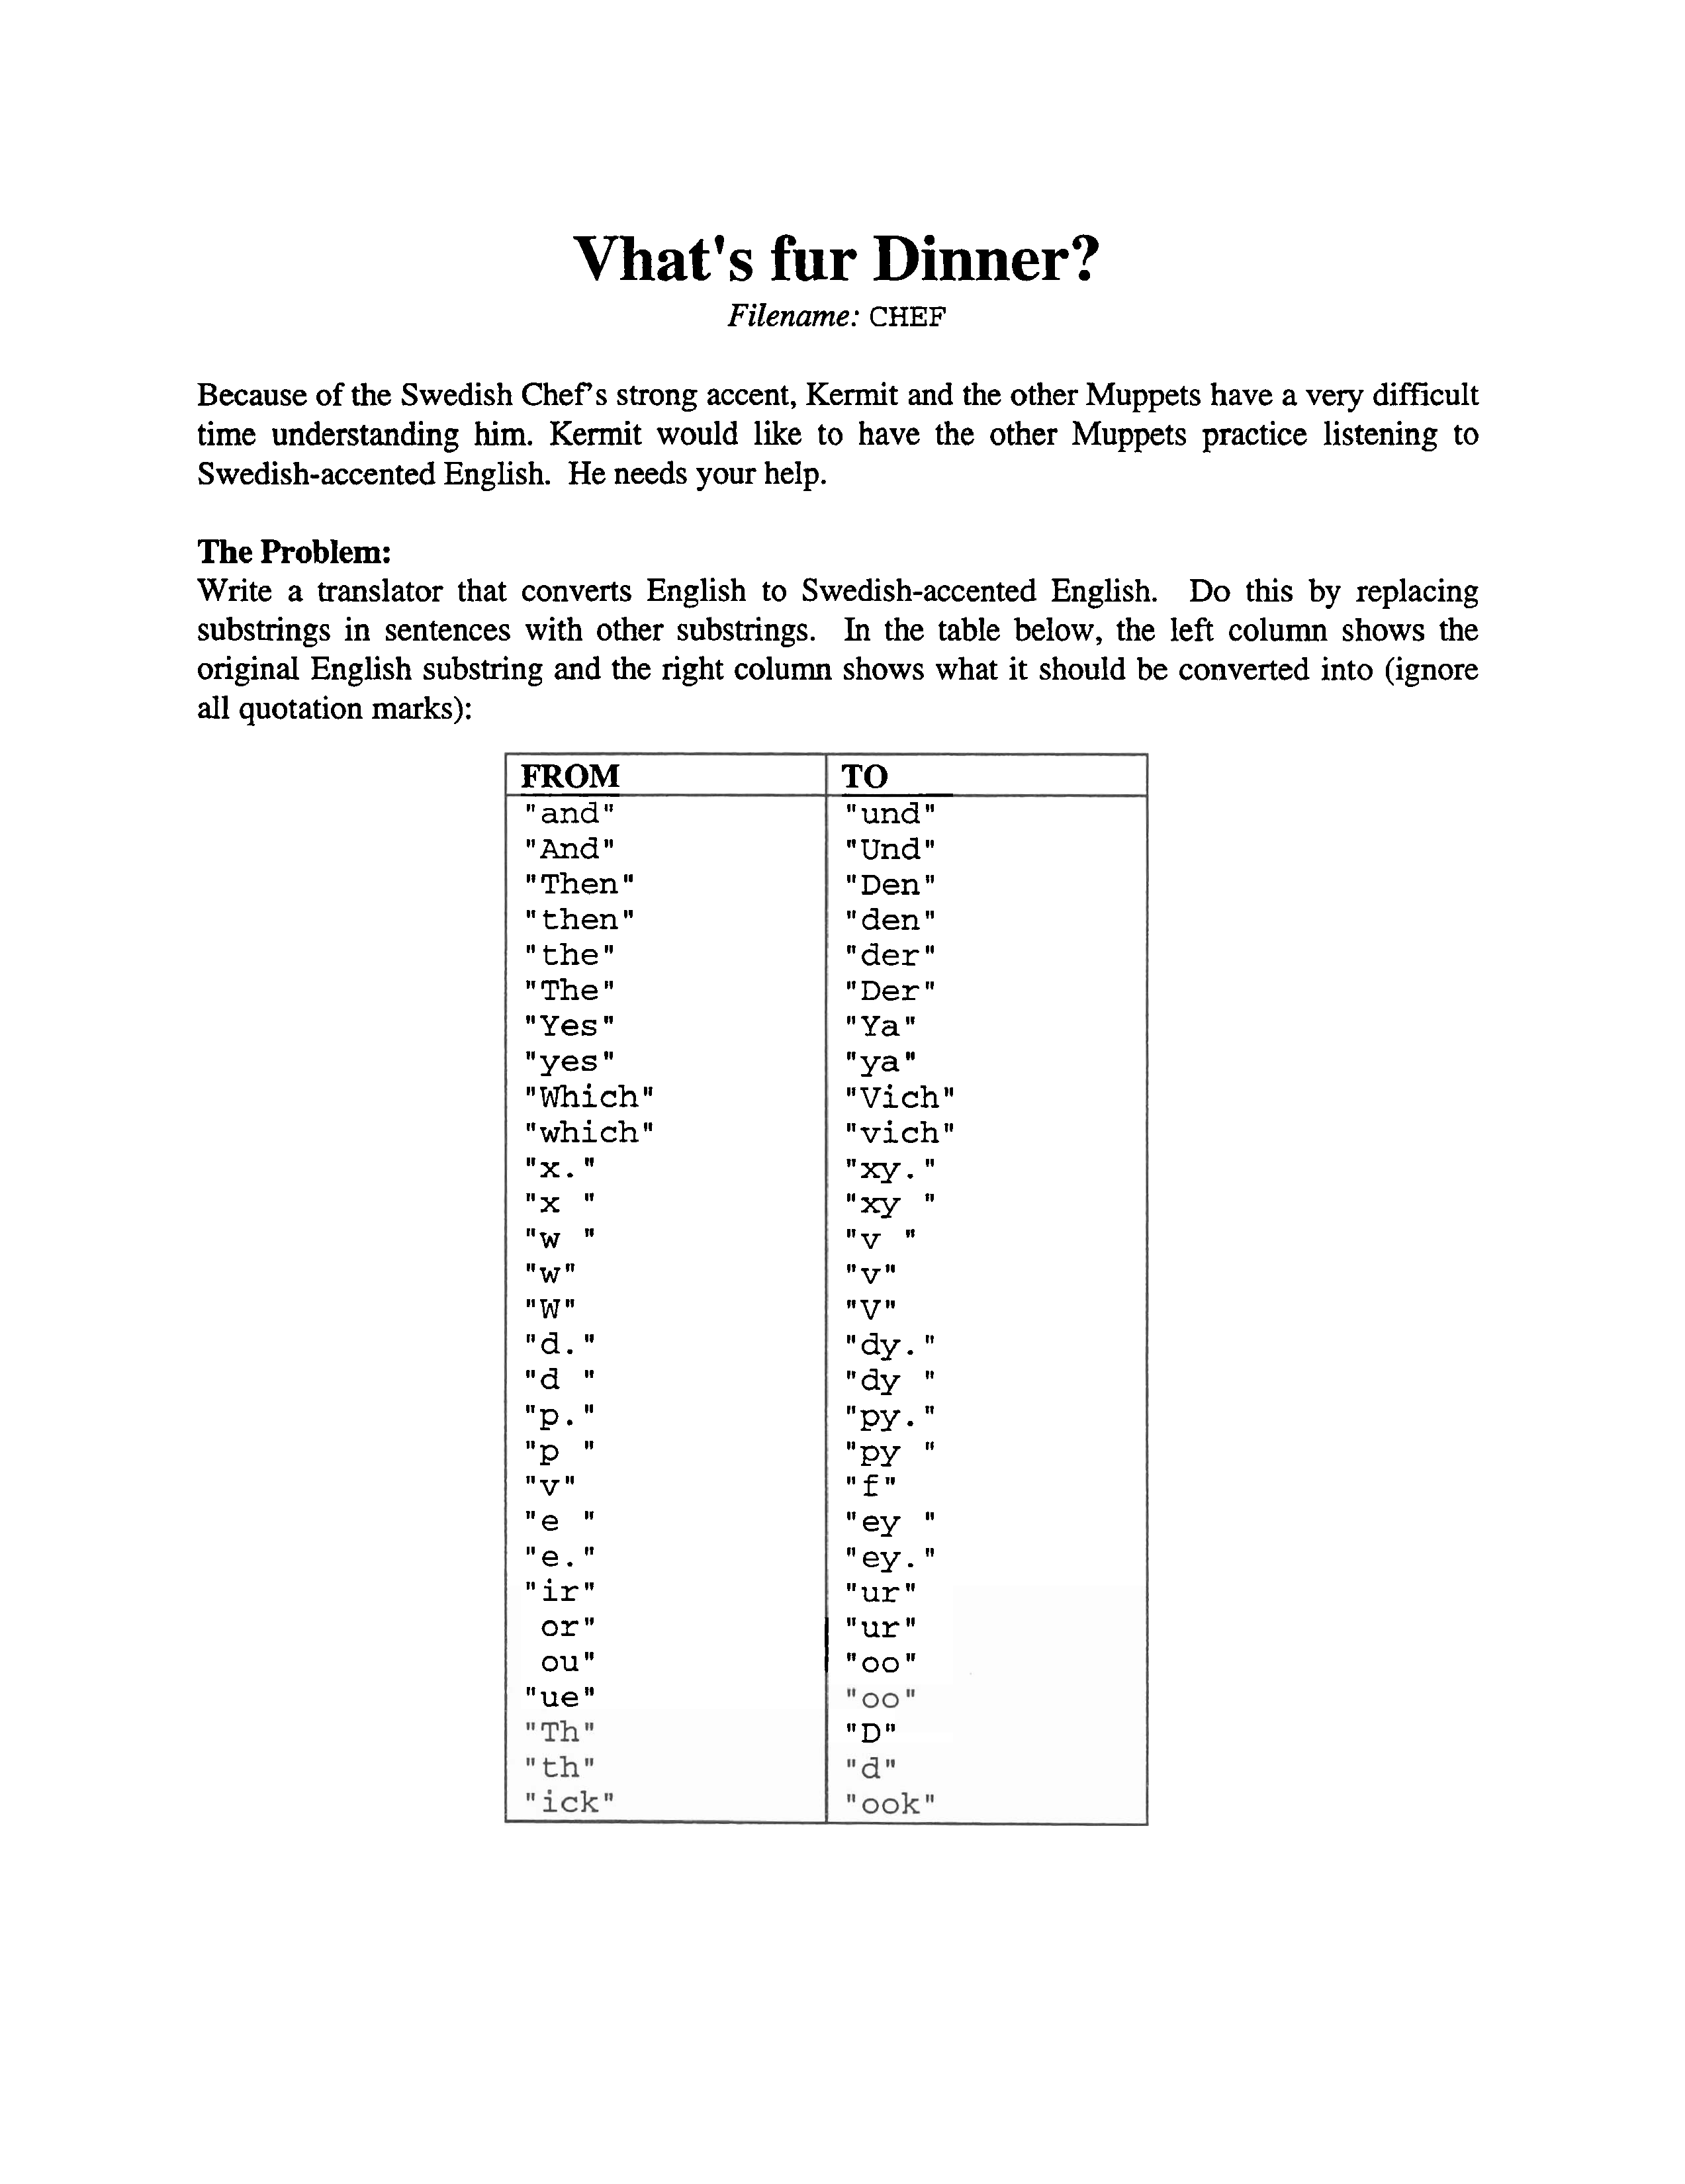 Vhat's fur Dinner?
Filename: CHEF
Because of the Swedish Chef's strong accent, Kermit and the other Muppets have a very difficult
time understanding him. Kermit would like to have the other Muppets practice listening to
Swedish-accented English. He needs your help.
The Problem:
Write a translator that converts English to Swedish-accented English. Do this by replacing
substrings in sentences with other substrings. In the table below, the left column shows the
original English substring and the right column shows what it should be converted into (ignore
all quotation marks):
FROM TO
"and" "und"
"And" "Und"
"Then" "Den"
"then" "den"
"the" "der"
"The" "Der"
"Yes" "Ya"
"yes" "ya"
"Which" "Vich"
"which" "vich"
"x." "xy."
"x " "xy "
"w " "v "
"w" "v"
"W" "V"
"d." "dy."
"d " "dy "
"p." "py."
"p " "py "
"v" "f"
"e " "ey "
"e." "ey."
"ir" "ur"
or" "ur"
ou" "oo"
"ue" "oo"
"Th" "D"
"th" "d"
"ick" "ook"